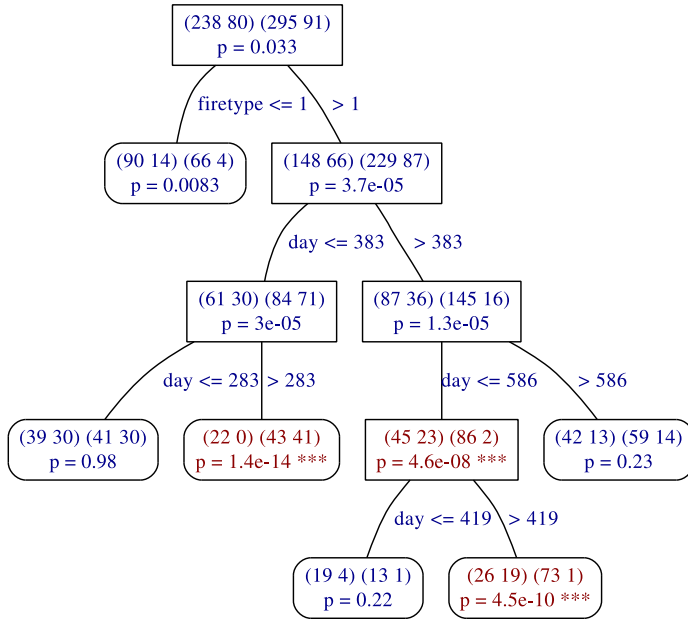 (238 80) (295 91)
p = 0.033
firetype <= 1
> 1
(90 14) (66 4)
p = 0.0083
(148 66) (229 87)
p = 3.7e-05
day <= 383
> 383
(61 30) (84 71)
p = 3e-05
(87 36) (145 16)
p = 1.3e-05
day <= 283
> 283
day <= 586
> 586
(39 30) (41 30)
p = 0.98
(22 0) (43 41)
p = 1.4e-14 ***
(45 23) (86 2)
p = 4.6e-08 ***
(42 13) (59 14)
p = 0.23
day <= 419
> 419
(19 4) (13 1)
p = 0.22
(26 19) (73 1)
p = 4.5e-10 ***